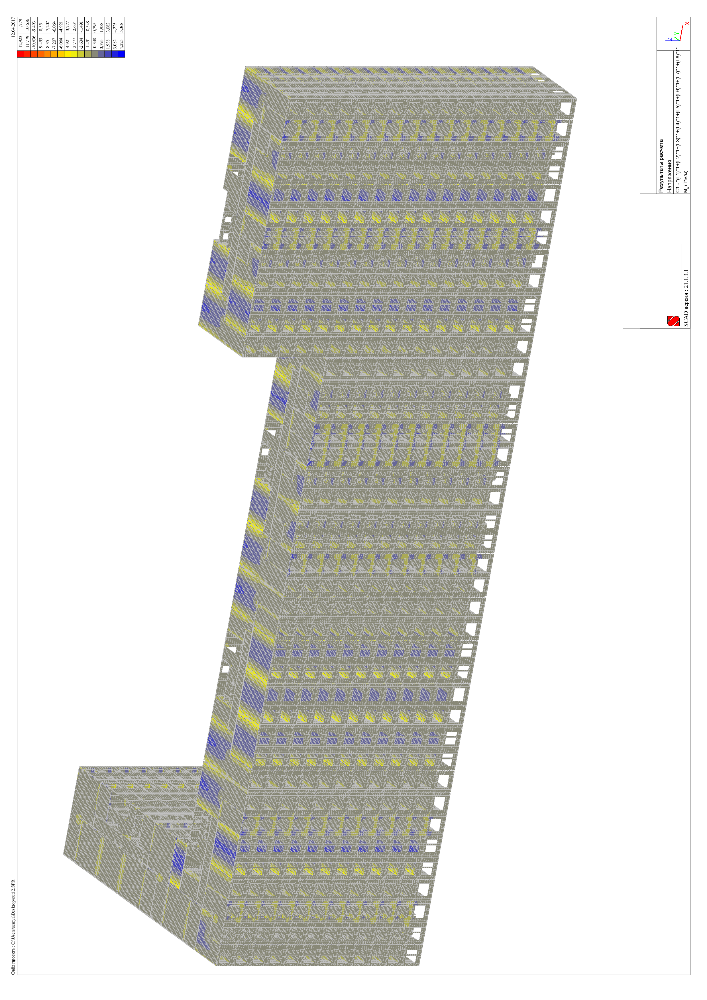 Файл проекта : C:\Users\semya\Desktop\out12.SPR
12.04.2017
-12,923 -11,779
-11,779 -10,636
-10,636 -9,493
-9,493 -8,35
-8,35 -7,207
-7,207 -6,064
-6,064 -4,921
-4,921 -3,777
-3,777 -2,634
-2,634 -1,491
-1,491 -0,348
-0,348 0,795
0,795 1,938
1,938 3,082
3,082 4,225
4,225 5,368
Результаты расчета
Напряжения
C1 - "(L1)*1+(L2)*1+(L3)*1+(L4)*1+(L5)*1+(L6)*1+(L7)*1+(L8)*1"
Mx (Т*м/м)
SCAD версия : 21.1.3.1
Z
Y
X